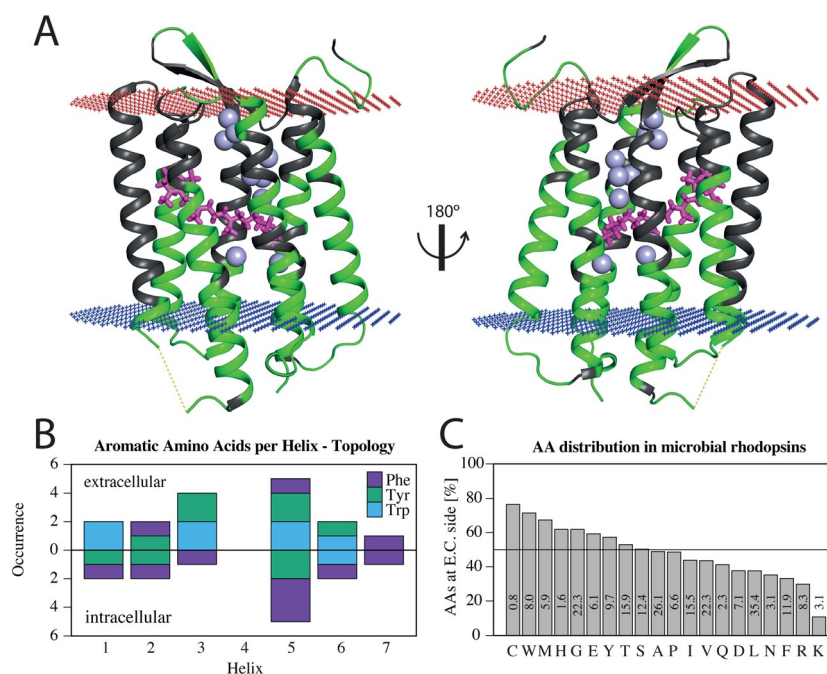 A
180º
B
Aromatic Amino Acids per Helix - Topology
6
4
2
0
2
4
6
Occurrence
extracellular
intracellular
Phe
Tyr
Trp
1 2 3 4 5 6 7
Helix
C
AA distribution in microbial rhodopsins
100
80
60
40
20
0
AAs at E.C. side [%]
0.8 8.0 5.9 1.6 22.3 6.1 9.7 15.9 12.4 26.1 6.6 15.5 22.3 2.3 7.1 35.4 3.1 11.9 8.3 3.1
C W M H G E Y T S A P I V Q D L N F R K